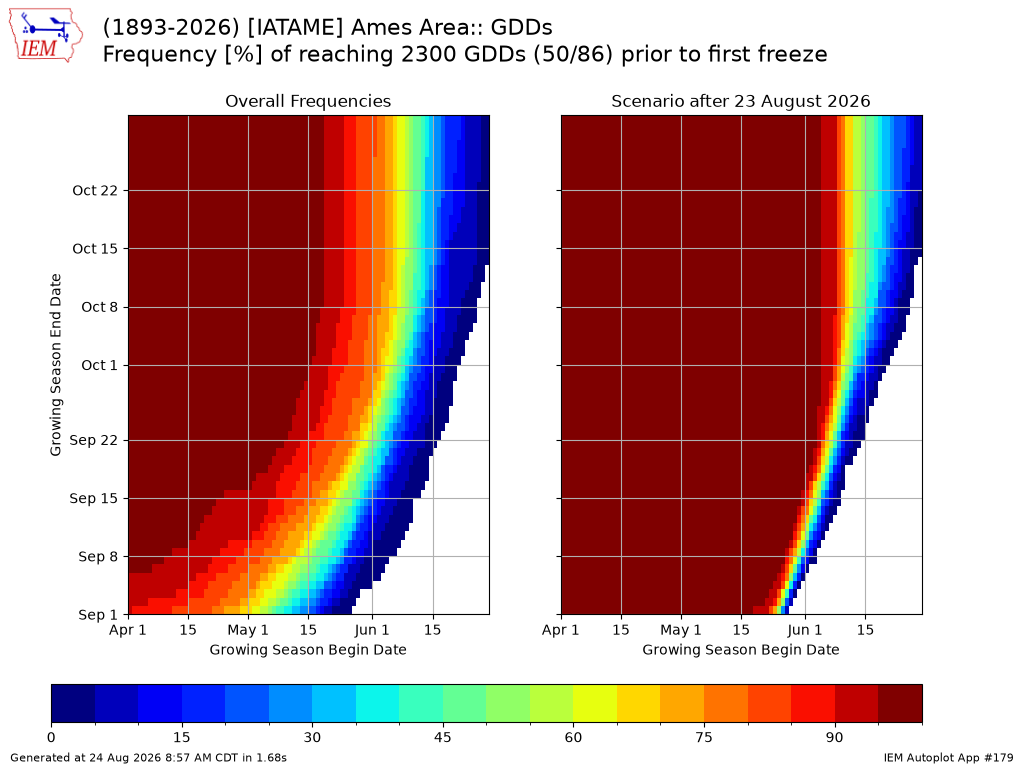 IEM
(1893-2026) [IATAME] Ames Area:: GDDs
Frequency [%] of reaching 2300 GDDs (50/86) prior to first freeze
Overall Frequencies
Scenario after 23 August 2026
Growing Season End Date
Oct 22
Oct 15
Oct 8
Oct 1
Sep 22
Sep 15
Sep 8
Sep 1
Apr 1 15 May 1 15 Jun 1 15
Growing Season Begin Date
Apr 1 15 May 1 15 Jun 1 15
Growing Season Begin Date
0 15 30 45 60 75 90
Generated at 24 Aug 2026 8:57 AM CDT in 1.68s
IEM Autoplot App #179